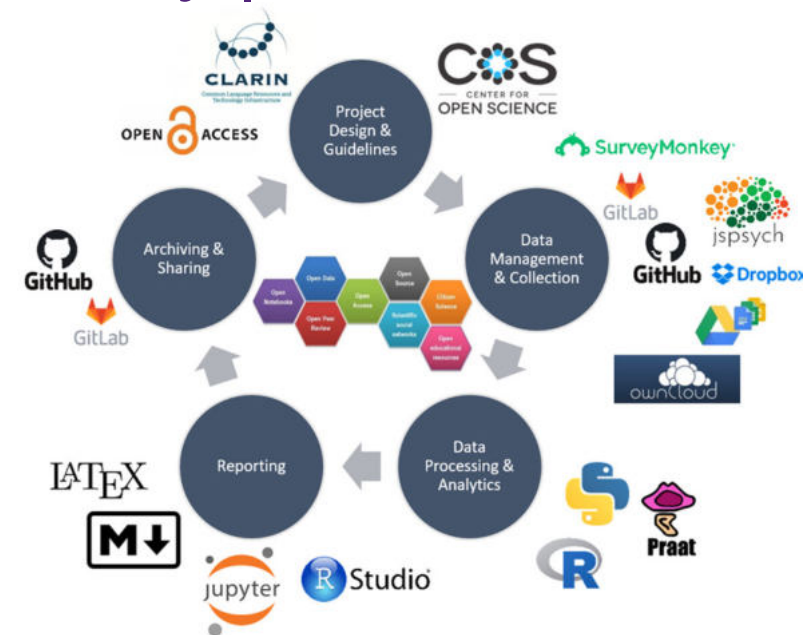 CLARIN
Common Language Resources and
Technology Infrastructure
COS
CENTER FOR
OPEN SCIENCE
OPEN ACCESS
Project
Design &
Guidelines
SurveyMonkey
GitLab
jspsych
GitHub
Dropbox
ownCloud
Data
Management
& Collection
Archiving &
Sharing
GitHub
GitLab
Open Data
Open
Source
Open
Notebooks
Open
Access
Citizen
Science
Open Peer
Review
Scientific
social
networks
Open
educational
resources
Reporting
Data
Processing &
Analytics
LATEX
M
Praat
R
jupyter
R Studio